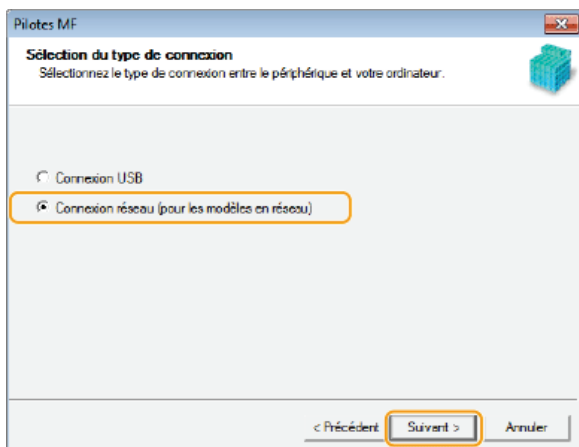 Pilotes MF
Sélection du type de connexion
Sélectionnez le type de connexion entre le périphérique et votre ordinateur.
Connexion USB
Connexion réseau (pour les modèles en réseau)
< Précédent Suivant > Annuler